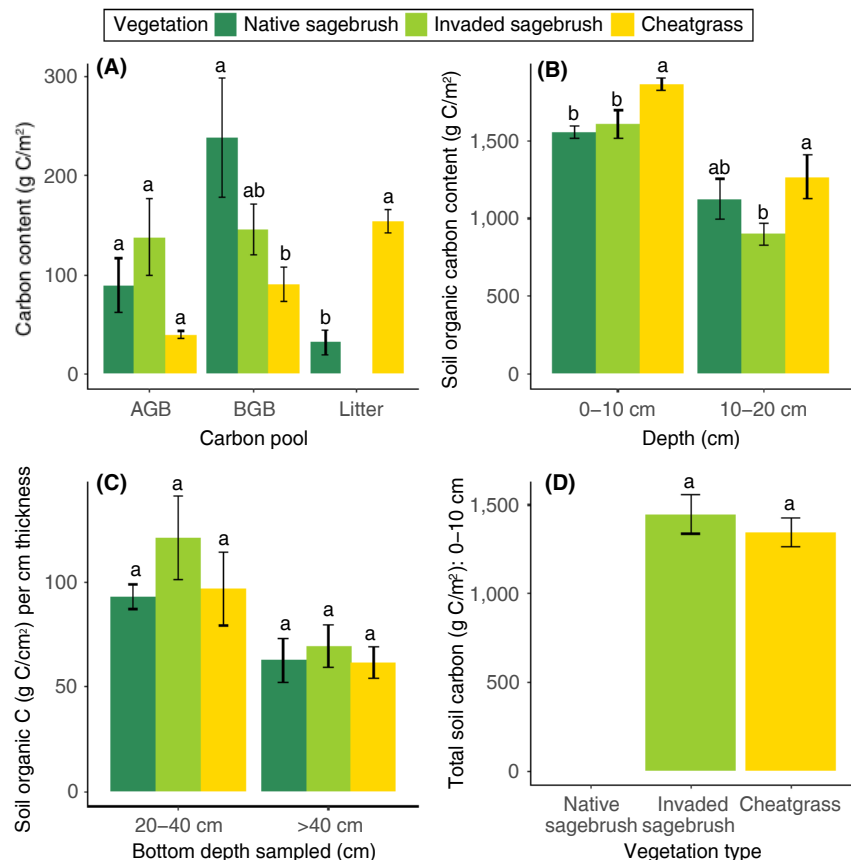 Vegetation Native sagebrush Invaded sagebrush Cheatgrass
(A)
Carbon content (g C/m²)
300
200
100
0
a
a
a
a
ab
b
b
a
AGB BGB Litter
Carbon pool
(B)
Soil organic carbon content (g C/m²)
1,500
1,000
500
0
b
b
a
ab
b
a
0–10 cm 10–20 cm
Depth (cm)
(C)
Soil organic C (g C/cm²) per cm thickness
100
50
0
a
a
a
a
a
a
20–40 cm >40 cm
Bottom depth sampled (cm)
(D)
Total soil carbon (g C/m²): 0–10 cm
1,500
1,000
500
0
a
a
Native sagebrush
Invaded sagebrush
Cheatgrass
Vegetation type